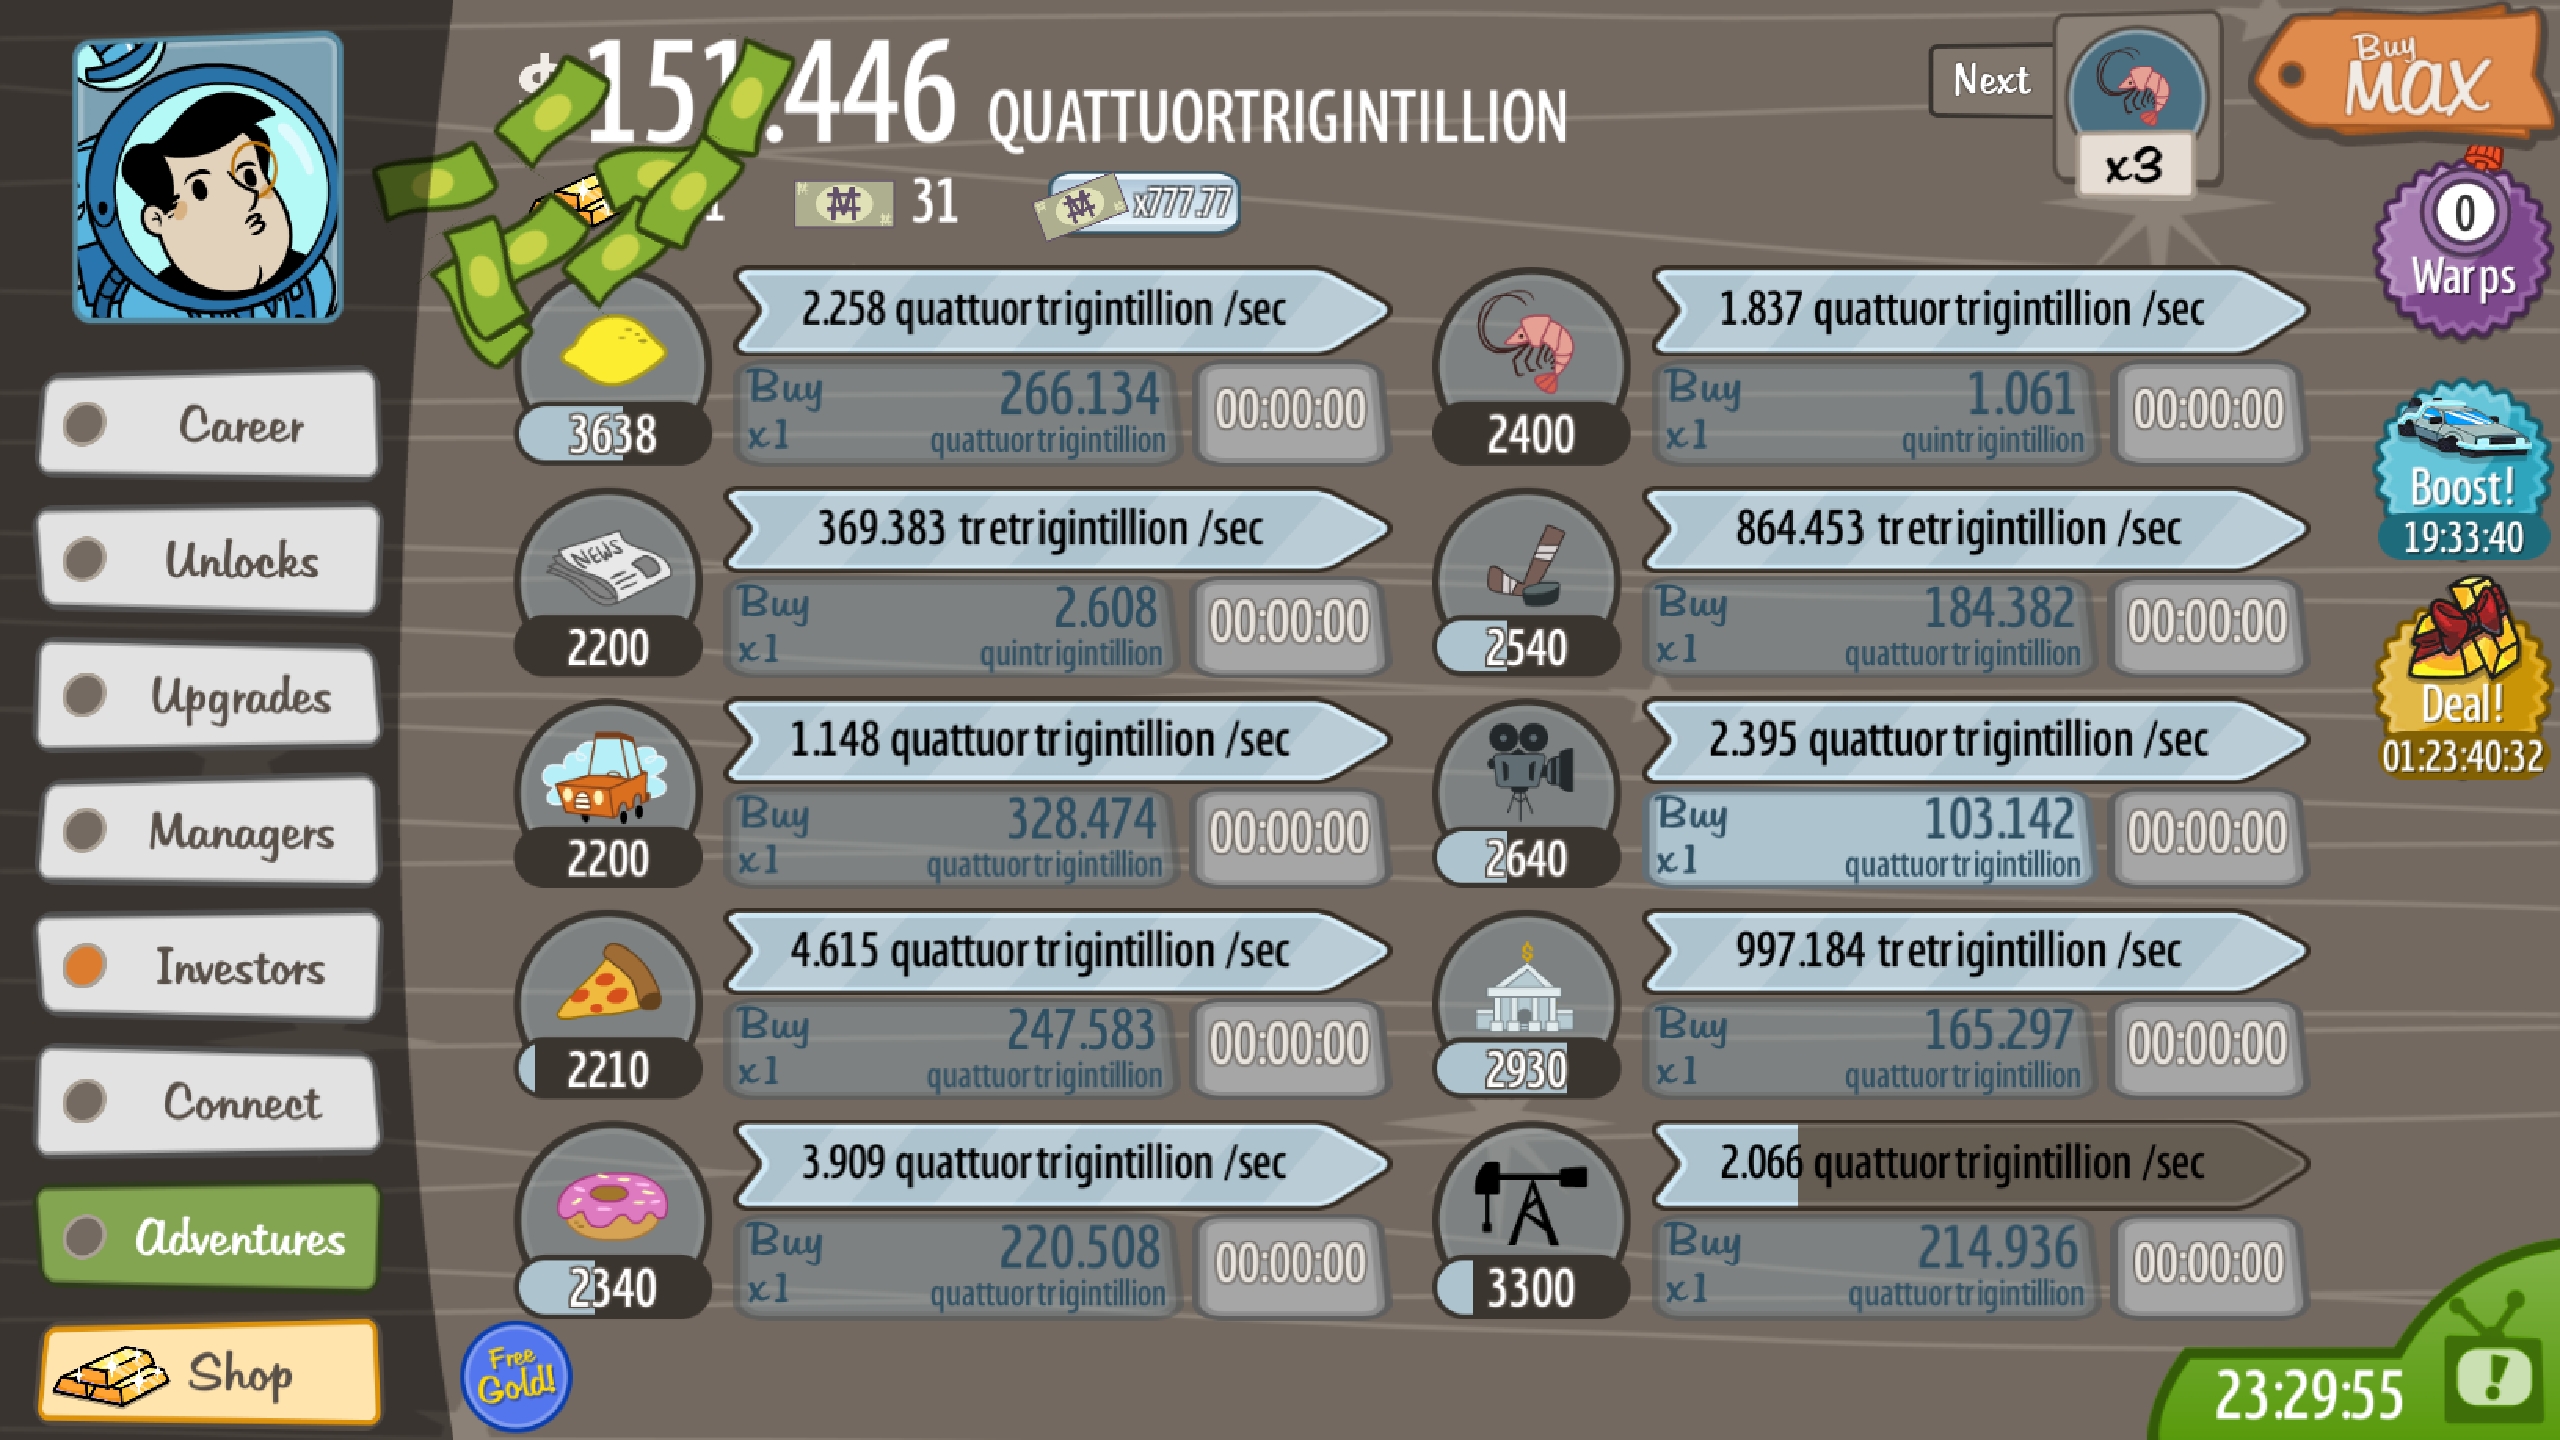 .446 QUATTUORTRIGINTILLION
31
x777.77
Next
x3
Buy
MAX
0
Warps
Boost!
19:33:40
Deal!
01:23:40:32
Career
Unlocks
Upgrades
Managers
Investors
Connect
Adventures
Shop
2.258 quattuortrigintillion /sec
3638
Buy
x1
266.134
quattuortrigintillion
00:00:00
1.837 quattuortrigintillion /sec
2400
Buy
x1
1.061
quintrigintillion
00:00:00
NEWS
369.383 tretrigintillion /sec
2200
Buy
x1
2.608
quintrigintillion
00:00:00
864.453 tretrigintillion /sec
2540
Buy
x1
184.382
quattuortrigintillion
00:00:00
1.148 quattuortrigintillion /sec
2200
Buy
x1
328.474
quattuortrigintillion
00:00:00
2.395 quattuortrigintillion /sec
2640
Buy
x1
103.142
quattuortrigintillion
00:00:00
4.615 quattuortrigintillion /sec
2210
Buy
x1
247.583
quattuortrigintillion
00:00:00
$
997.184 tretrigintillion /sec
2930
Buy
x1
165.297
quattuortrigintillion
00:00:00
3.909 quattuortrigintillion /sec
2340
Buy
x1
220.508
quattuortrigintillion
00:00:00
2.066 quattuortrigintillion /sec
3300
Buy
x1
214.936
quattuortrigintillion
00:00:00
Free
Gold!
23:29:55
!